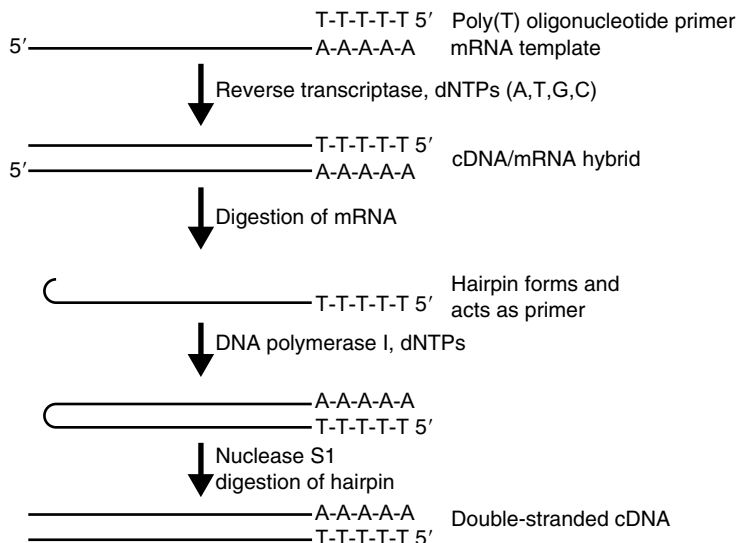 T-T-T-T-T 5′ Poly(T) oligonucleotide primer
5′ A-A-A-A-A mRNA template
Reverse transcriptase, dNTPs (A,T,G,C)
T-T-T-T-T 5′
5′ A-A-A-A-A
cDNA/mRNA hybrid
Digestion of mRNA
Hairpin forms and
acts as primer
T-T-T-T-T 5′
DNA polymerase I, dNTPs
A-A-A-A-A
T-T-T-T-T 5′
Nuclease S1
digestion of hairpin
A-A-A-A-A
Double-stranded cDNA
T-T-T-T-T 5′